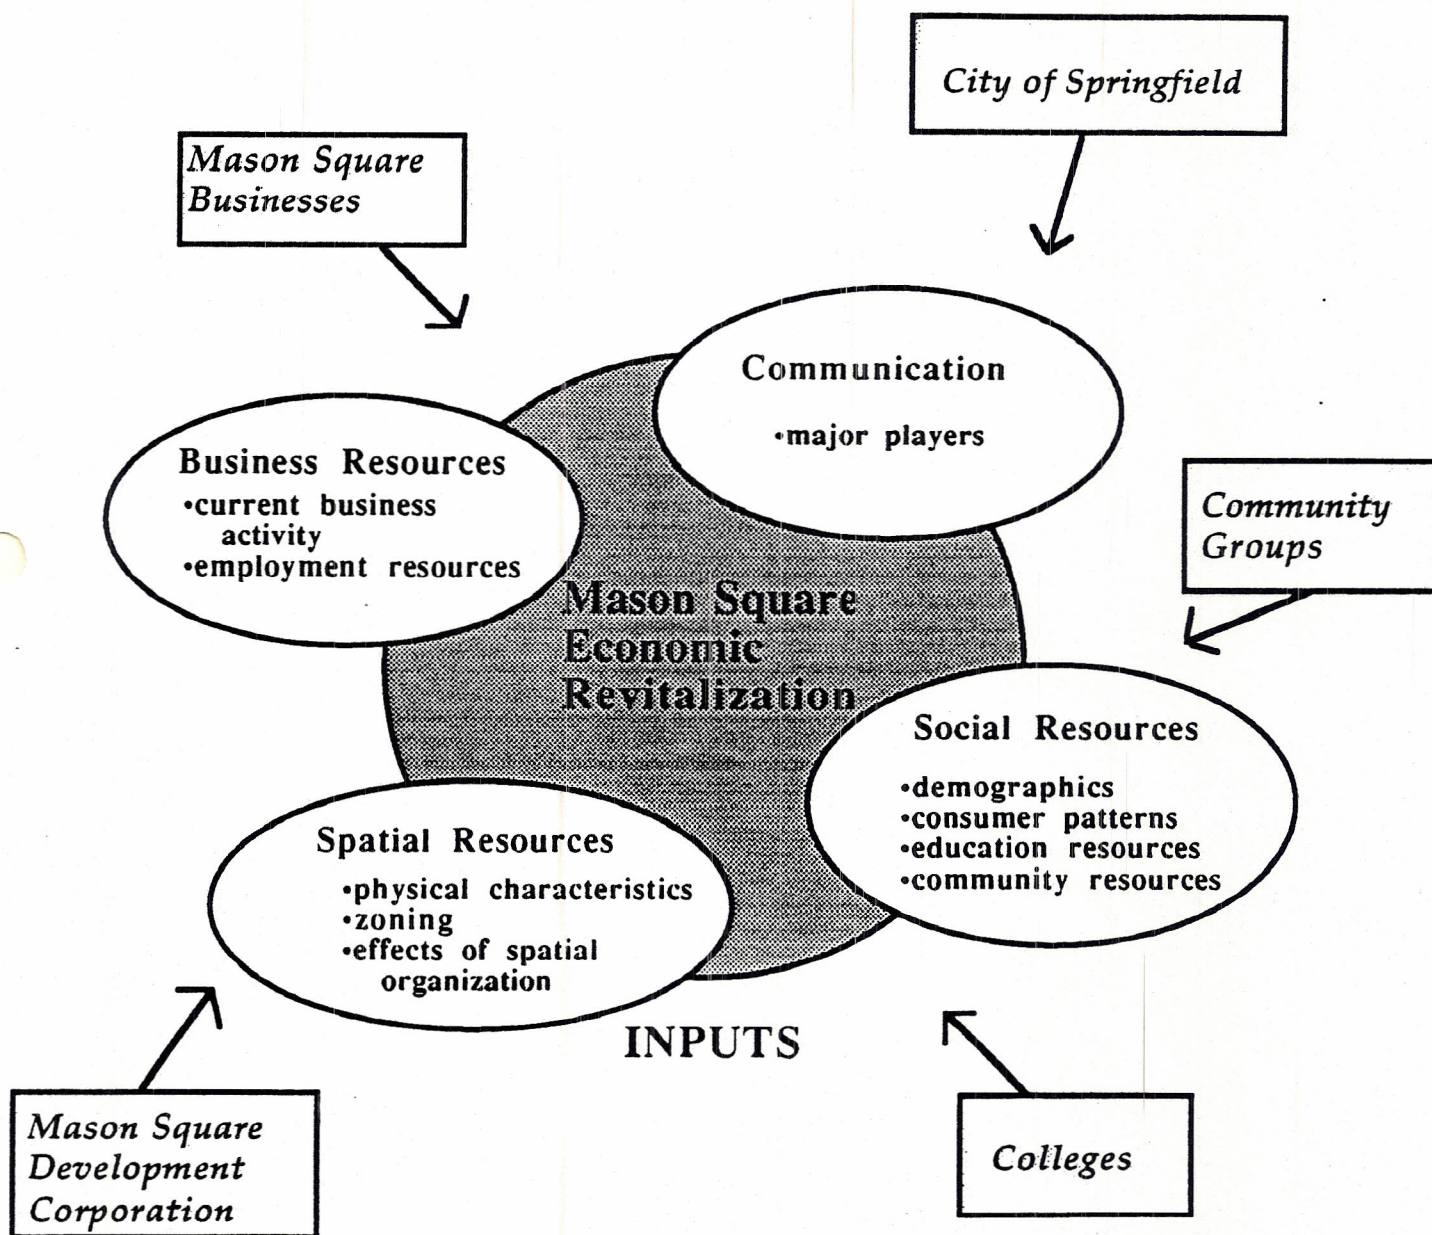 City of Springfield
Mason Square
Businesses
Communication
•major players
Business Resources
•current business
activity
•employment resources
Community
Groups
Mason Square
Economic
Revitalization
Social Resources
•demographics
•consumer patterns
•education resources
•community resources
Spatial Resources
•physical characteristics
•zoning
•effects of spatial
organization
INPUTS
Mason Square
Development
Corporation
Colleges